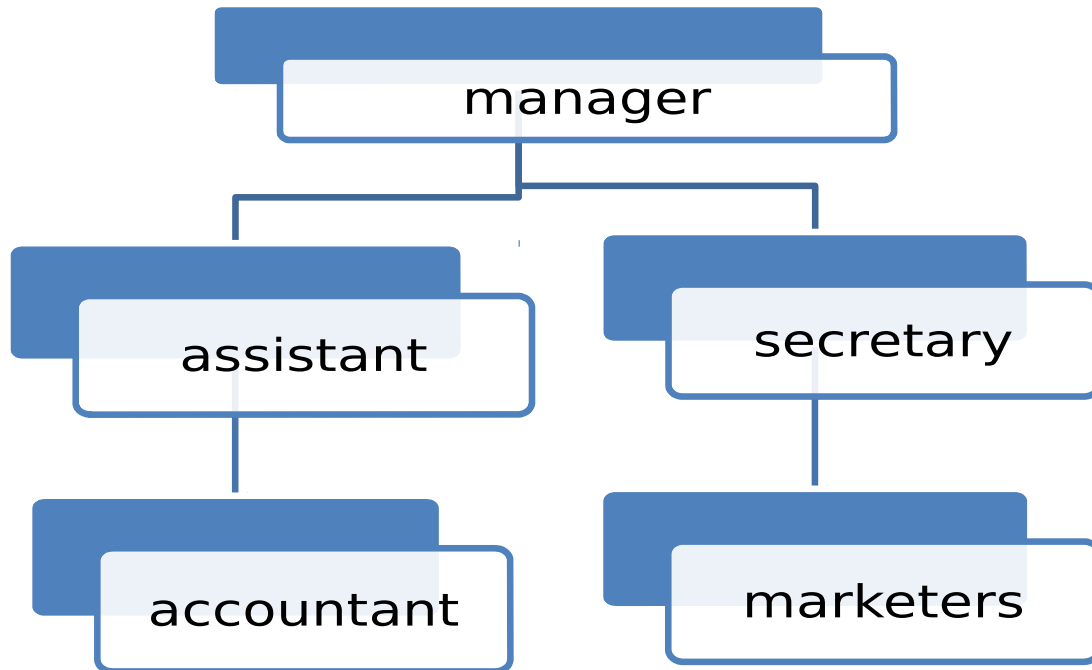 manager
assistant
secretary
accountant
marketers